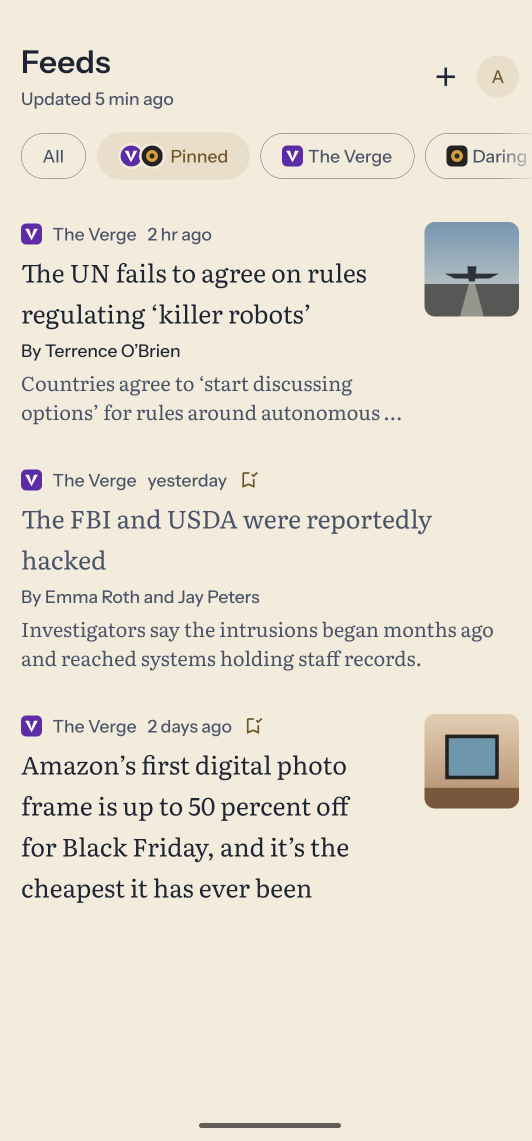 Feeds
Updated 5 min ago
A
All
Pinned
The Verge
Daring
The Verge 2 hr ago
The UN fails to agree on rules
regulating ‘killer robots’
By Terrence O’Brien
Countries agree to ‘start discussing
options’ for rules around autonomous …
The Verge yesterday
The FBI and USDA were reportedly
hacked
By Emma Roth and Jay Peters
Investigators say the intrusions began months ago
and reached systems holding staff records.
The Verge 2 days ago
Amazon’s first digital photo
frame is up to 50 percent off
for Black Friday, and it’s the
cheapest it has ever been